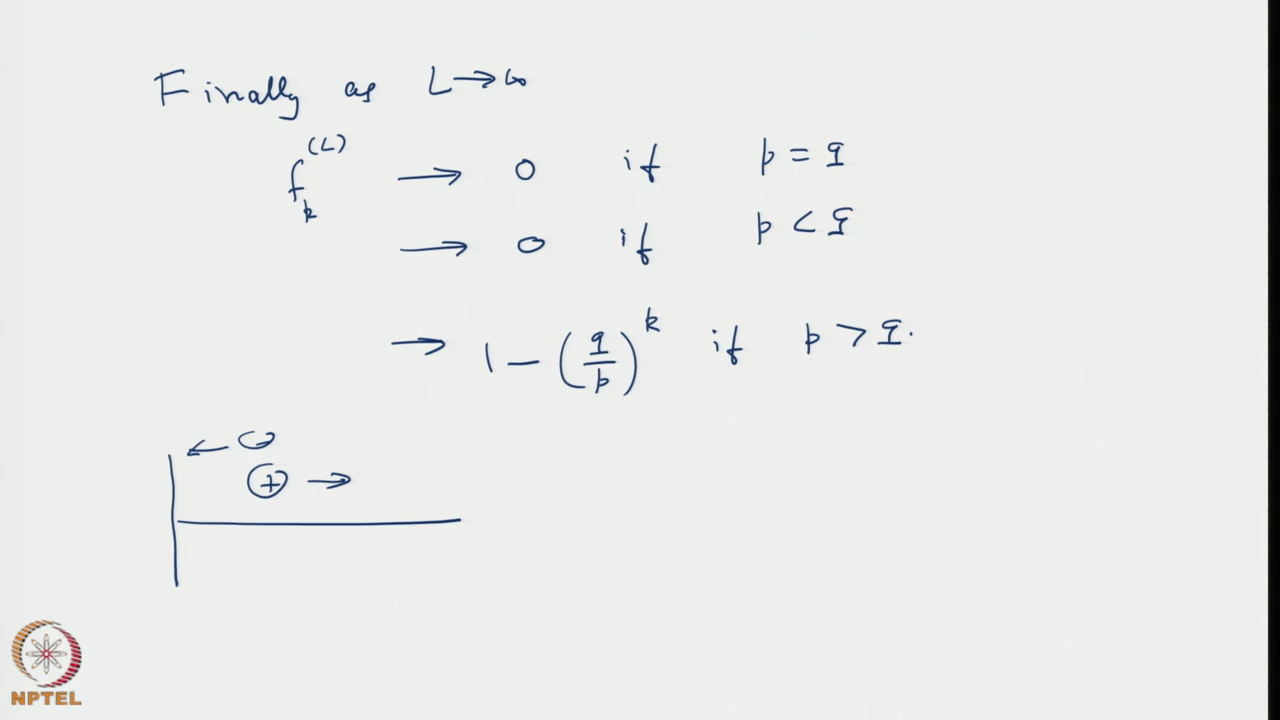 Finally as L → ∞
f_k^{(L)} → 0 if p = q
→ 0 if p < q
→ 1 - (q/p)^k if p > q.
← ⊖
⊕ →
NPTEL